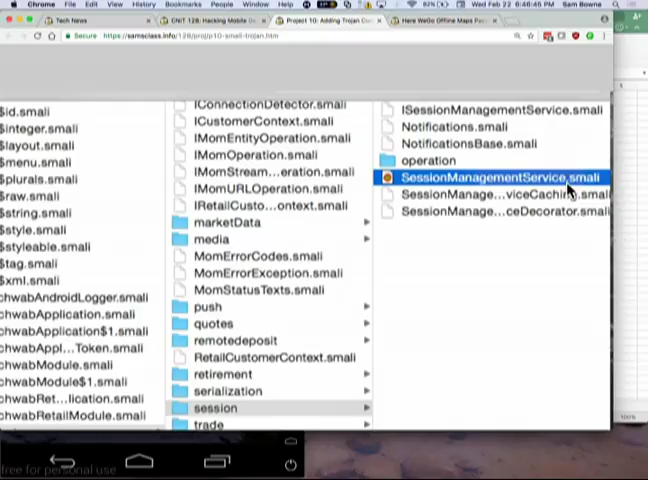 Chrome File Edit View History Bookmarks People Window Help
82% Wed Feb 22 6:46:45 PM Sam Bowne
Tech News
CNIT 128: Hacking Mobile De
Project 10: Adding Trojan Co
Here WeGo Offline Maps Pac
Secure https://samsclass.info/128/proj/p10-small-trojan.htm
$id.smali
$integer.smali
$layout.smali
$menu.smali
$plurals.smali
$raw.smali
$string.smali
$style.smali
$styleable.smali
$tag.smali
$xml.smali
chwabAndroidLogger.smali
chwabApplication.smali
chwabApplication$1.smali
chwabAppl...Token.smali
chwabModule.smali
chwabModule$1.smali
chwabRet...lication.smali
chwabRetailModule.smali
IConnectionDetector.smali
ICustomerContext.smali
IMomEntityOperation.smali
IMomOperation.smali
IMomStream...eration.smali
IMomURLOperation.smali
IRetailCusto...ontext.smali
marketData
media
MomErrorCodes.smali
MomErrorException.smali
MomStatusTexts.smali
push
quotes
remotedeposit
RetailCustomerContext.smali
retirement
serialization
session
trade
ISessionManagementService.smali
Notifications.smali
NotificationsBase.smali
operation
SessionManagementService.smali
SessionManage...viceCaching.smali
SessionManage...ceDecorator.smali
100%
free for personal use